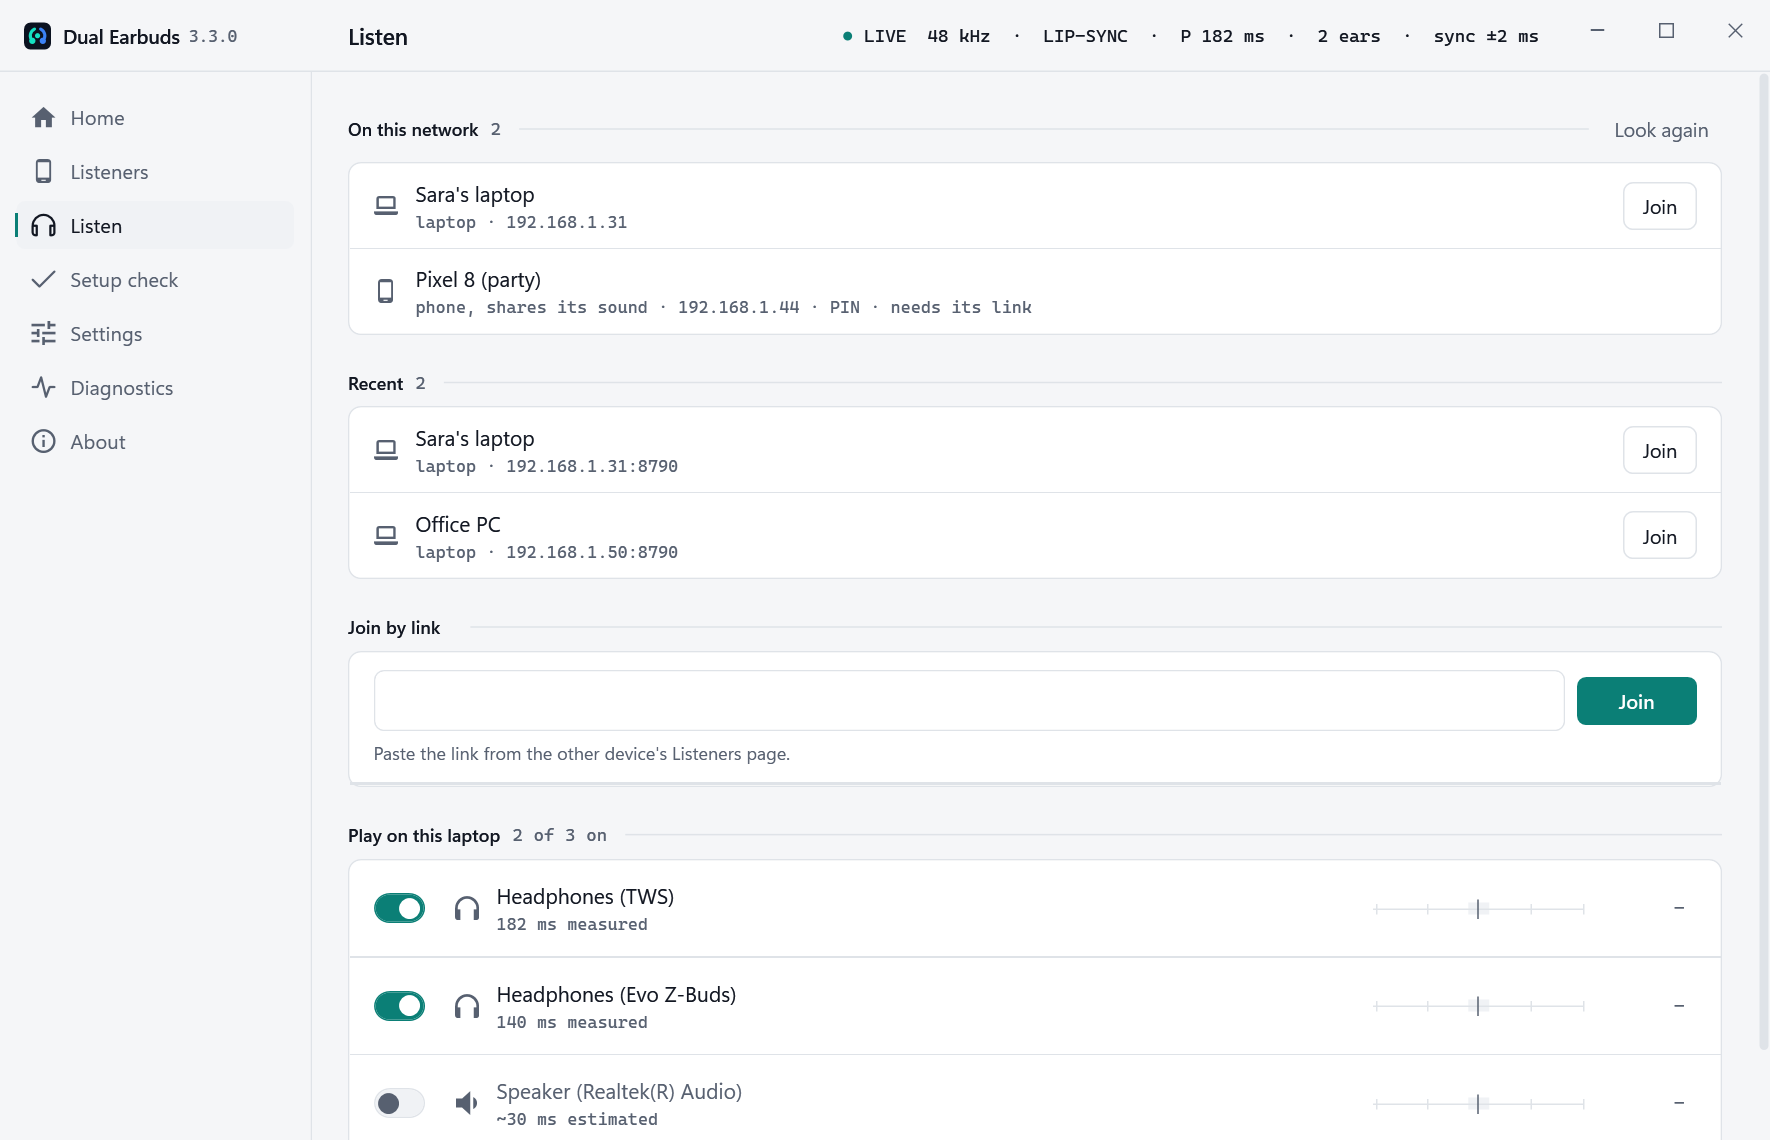 Dual Earbuds 3.3.0
Listen
LIVE 48 kHz · LIP-SYNC · P 182 ms · 2 ears · sync ±2 ms
Home
Listeners
Listen
Setup check
Settings
Diagnostics
About
On this network 2
Look again
Sara's laptop
laptop · 192.168.1.31
Join
Pixel 8 (party)
phone, shares its sound · 192.168.1.44 · PIN · needs its link
Recent 2
Sara's laptop
laptop · 192.168.1.31:8790
Join
Office PC
laptop · 192.168.1.50:8790
Join
Join by link
Join
Paste the link from the other device's Listeners page.
Play on this laptop 2 of 3 on
Headphones (TWS)
182 ms measured
–
Headphones (Evo Z-Buds)
140 ms measured
–
Speaker (Realtek(R) Audio)
~30 ms estimated
–